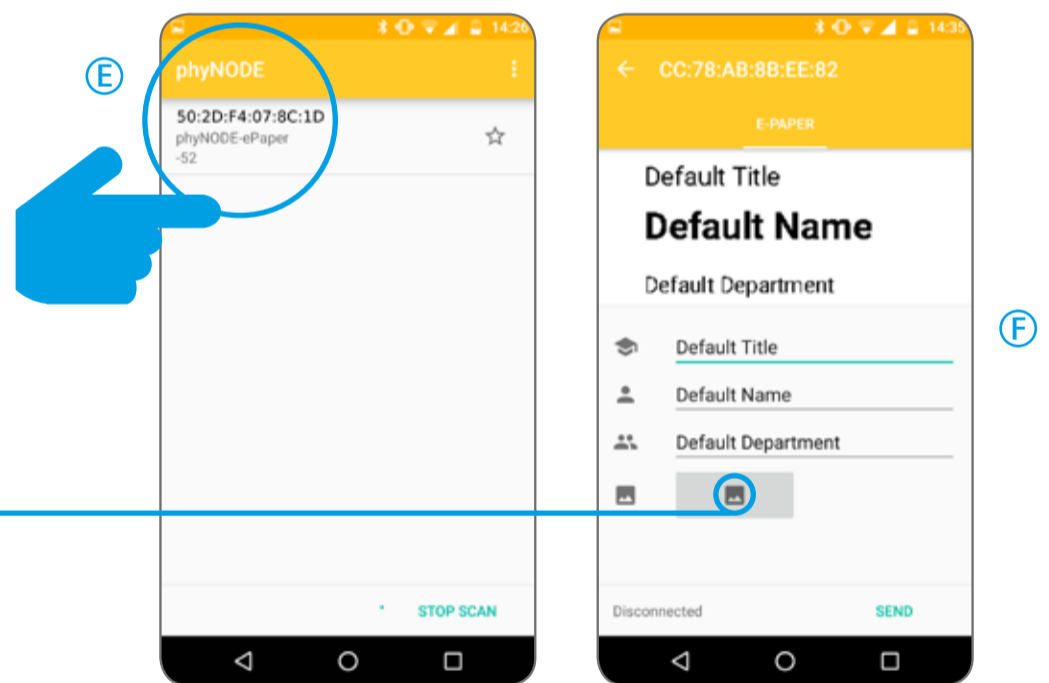 E
14:26
phyNODE
50:2D:F4:07:8C:1D
phyNODE-ePaper
-52
STOP SCAN
14:35
CC:78:AB:8B:EE:82
E-PAPER
Default Title
Default Name
Default Department
Default Title
Default Name
Default Department
Disconnected SEND
F